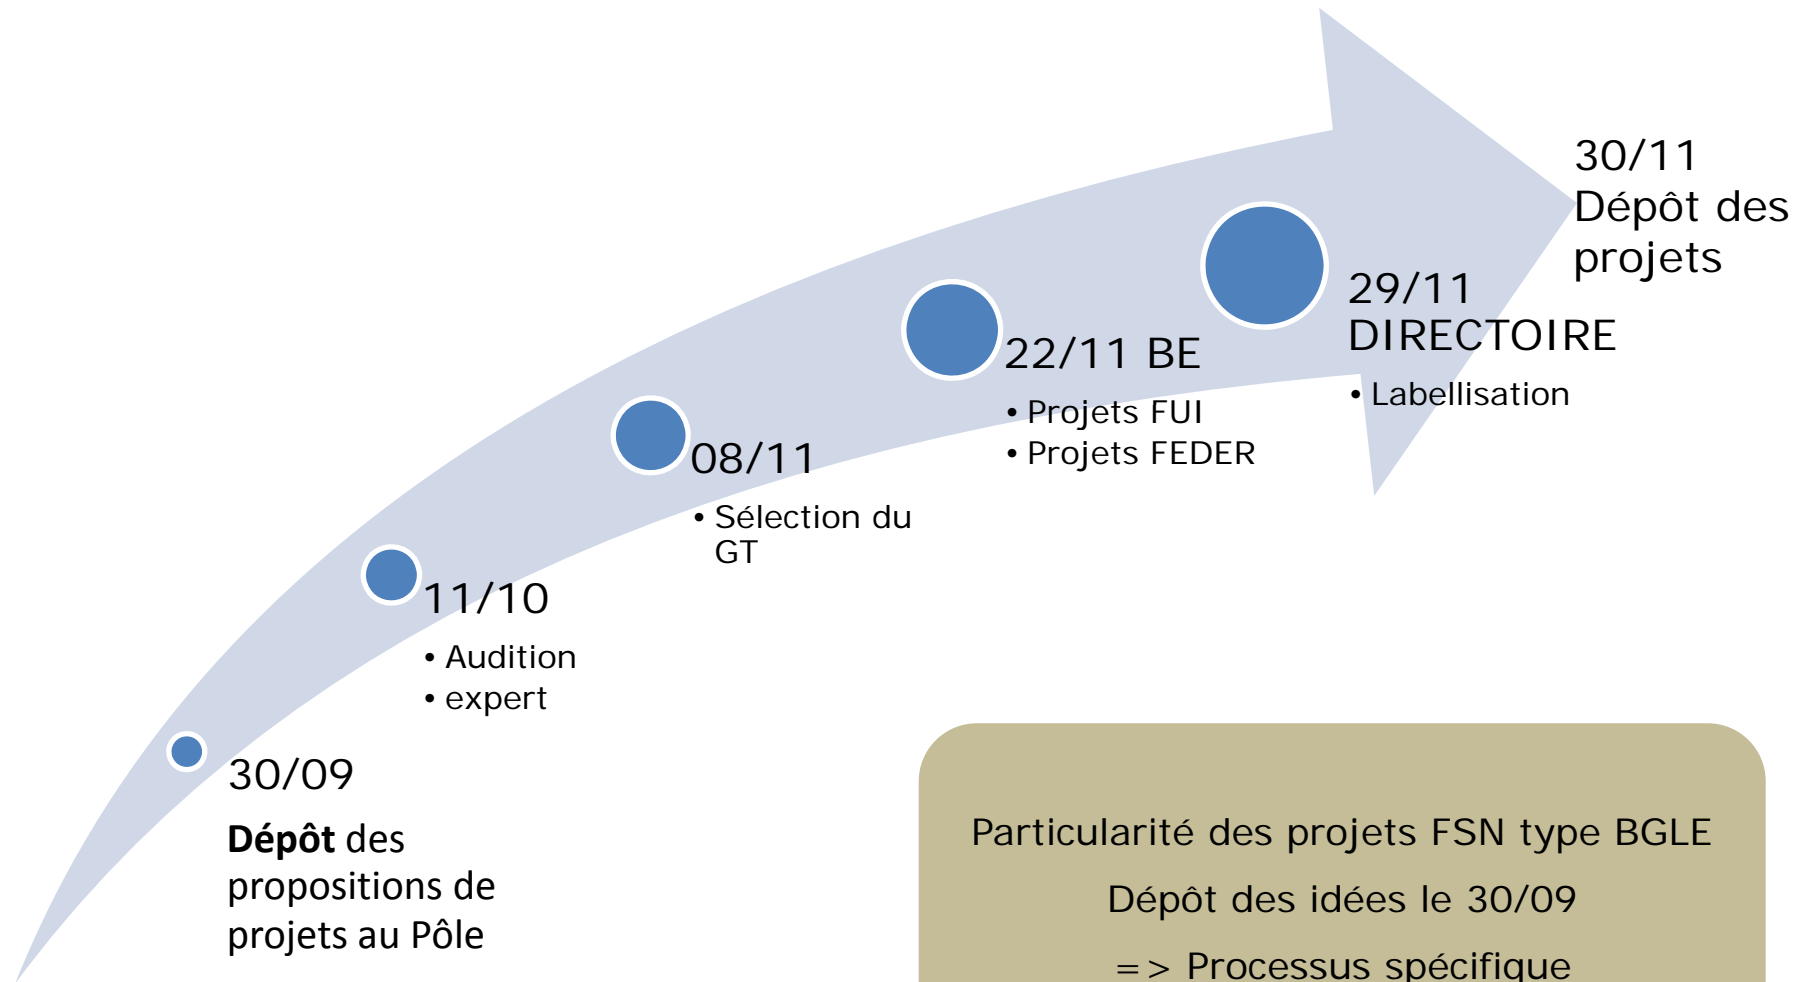 30/09
Dépôt des
propositions de
projets au Pôle
11/10
• Audition
• expert
08/11
• Sélection du
GT
22/11 BE
• Projets FUI
• Projets FEDER
29/11
DIRECTOIRE
• Labellisation
30/11
Dépôt des
projets
Particularité des projets FSN type BGLE
Dépôt des idées le 30/09
=> Processus spécifique